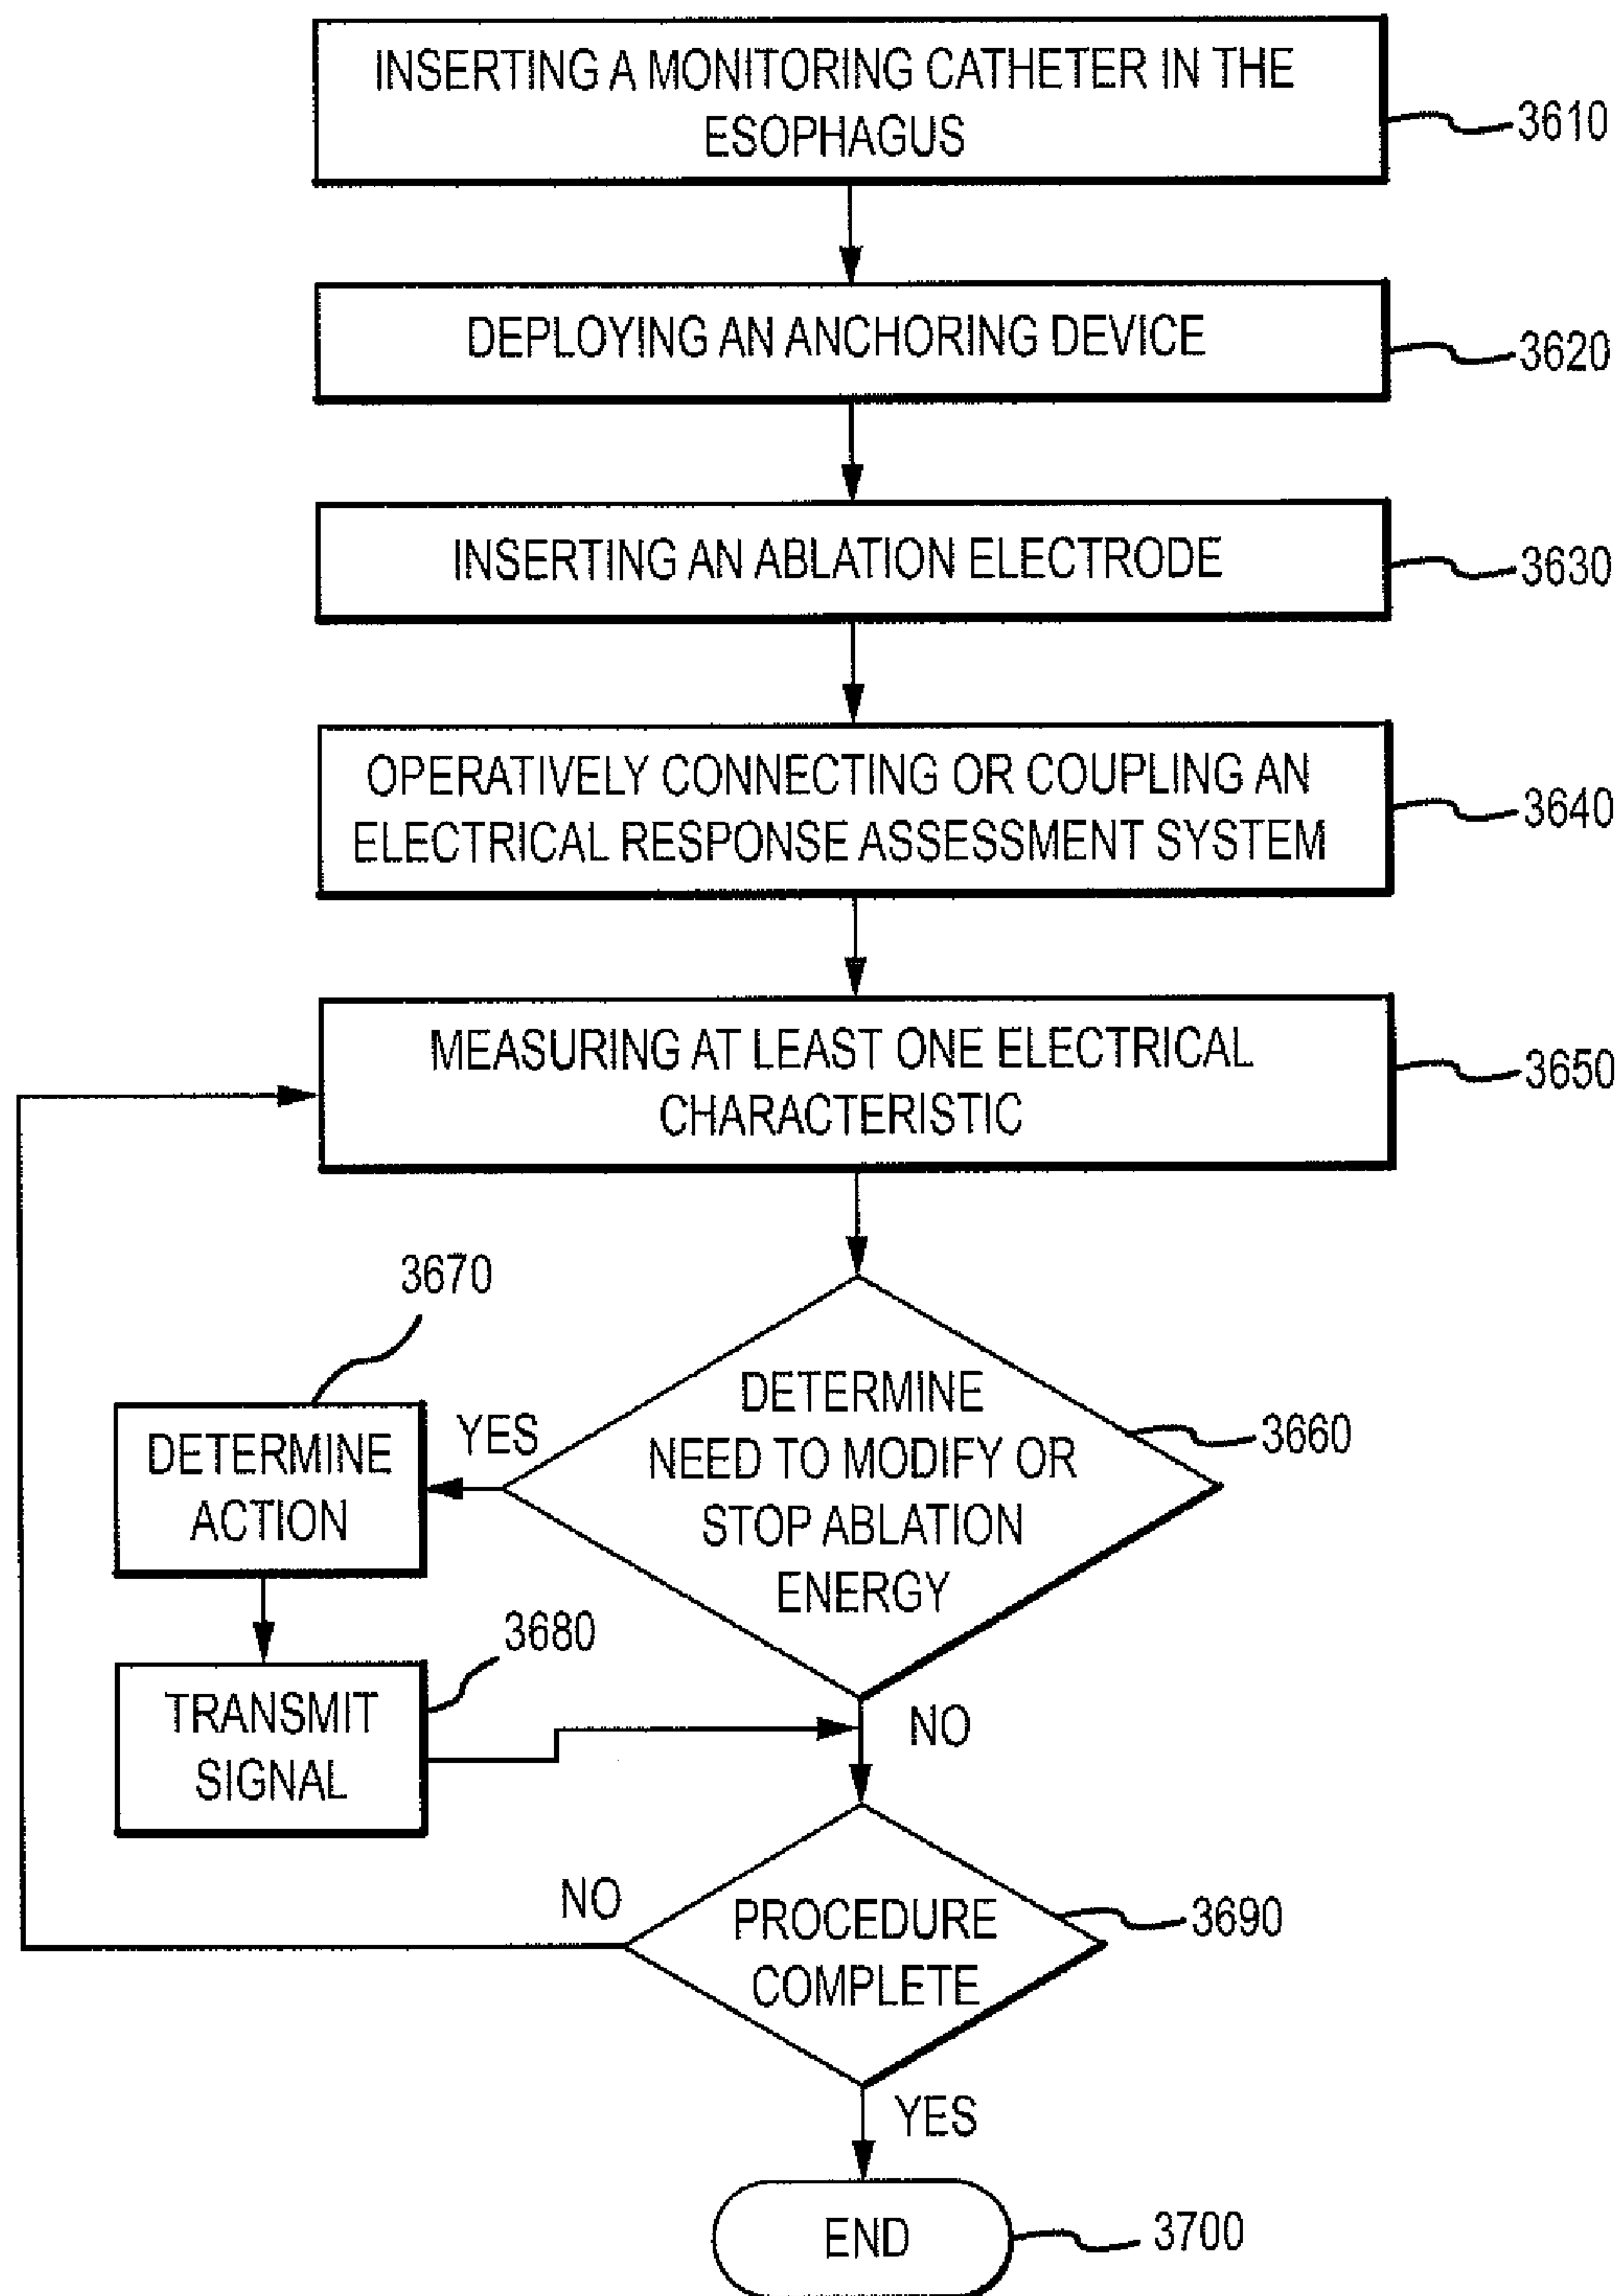 INSERTING A MONITORING CATHETER IN THE
ESOPHAGUS
3610
DEPLOYING AN ANCHORING DEVICE
3620
INSERTING AN ABLATION ELECTRODE
3630
OPERATIVELY CONNECTING OR COUPLING AN
ELECTRICAL RESPONSE ASSESSMENT SYSTEM
3640
MEASURING AT LEAST ONE ELECTRICAL
CHARACTERISTIC
3650
DETERMINE
NEED TO MODIFY OR
STOP ABLATION
ENERGY
3660
YES
3670
DETERMINE
ACTION
3680
TRANSMIT
SIGNAL
NO
PROCEDURE
COMPLETE
3690
NO
YES
END
3700